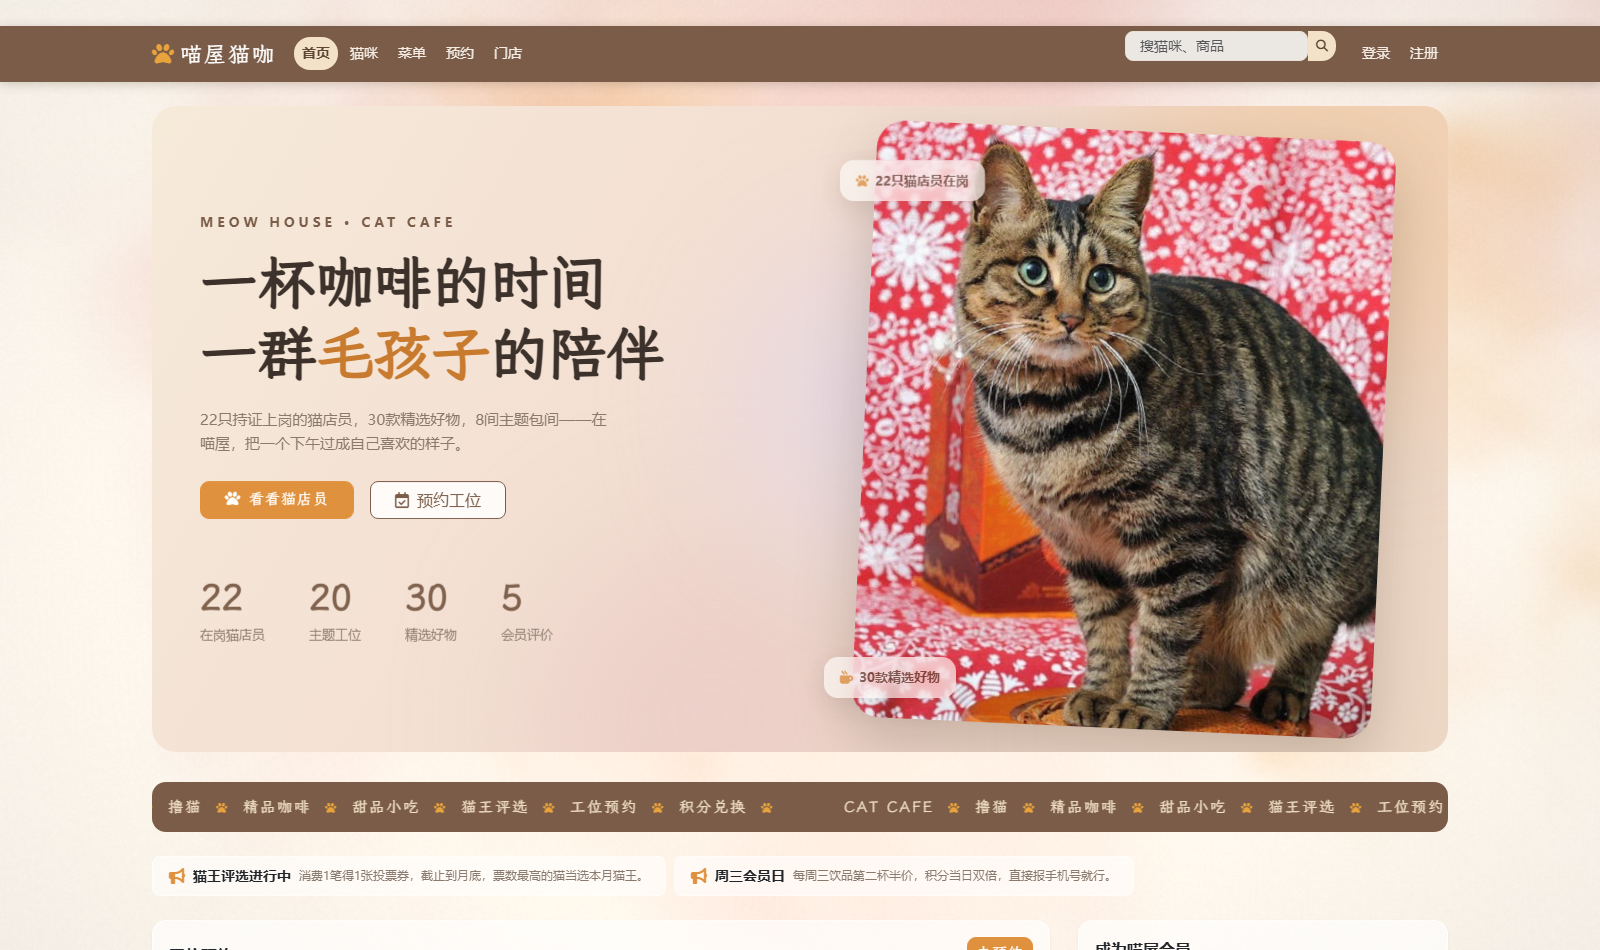 喵屋猫咖
首页 猫咪 菜单 预约 门店
搜猫咪、商品
登录 注册
22只猫店员在岗
MEOW HOUSE • CAT CAFE
一杯咖啡的时间
一群毛孩子的陪伴
22只持证上岗的猫店员，30款精选好物，8间主题包间——在
喵屋，把一个下午过成自己喜欢的样子。
看看猫店员 预约工位
22 20 30 5
在岗猫店员 主题工位 精选好物 会员评价
30款精选好物
撸猫 精品咖啡 甜品小吃 猫王评选 工位预约 积分兑换 CAT CAFE 撸猫 精品咖啡 甜品小吃 猫王评选 工位预约
猫王评选进行中 消费1笔得1张投票券，截止到月底，票数最高的猫当选本月猫王。
周三会员日 每周三饮品第二杯半价，积分当日双倍，直接报手机号就行。